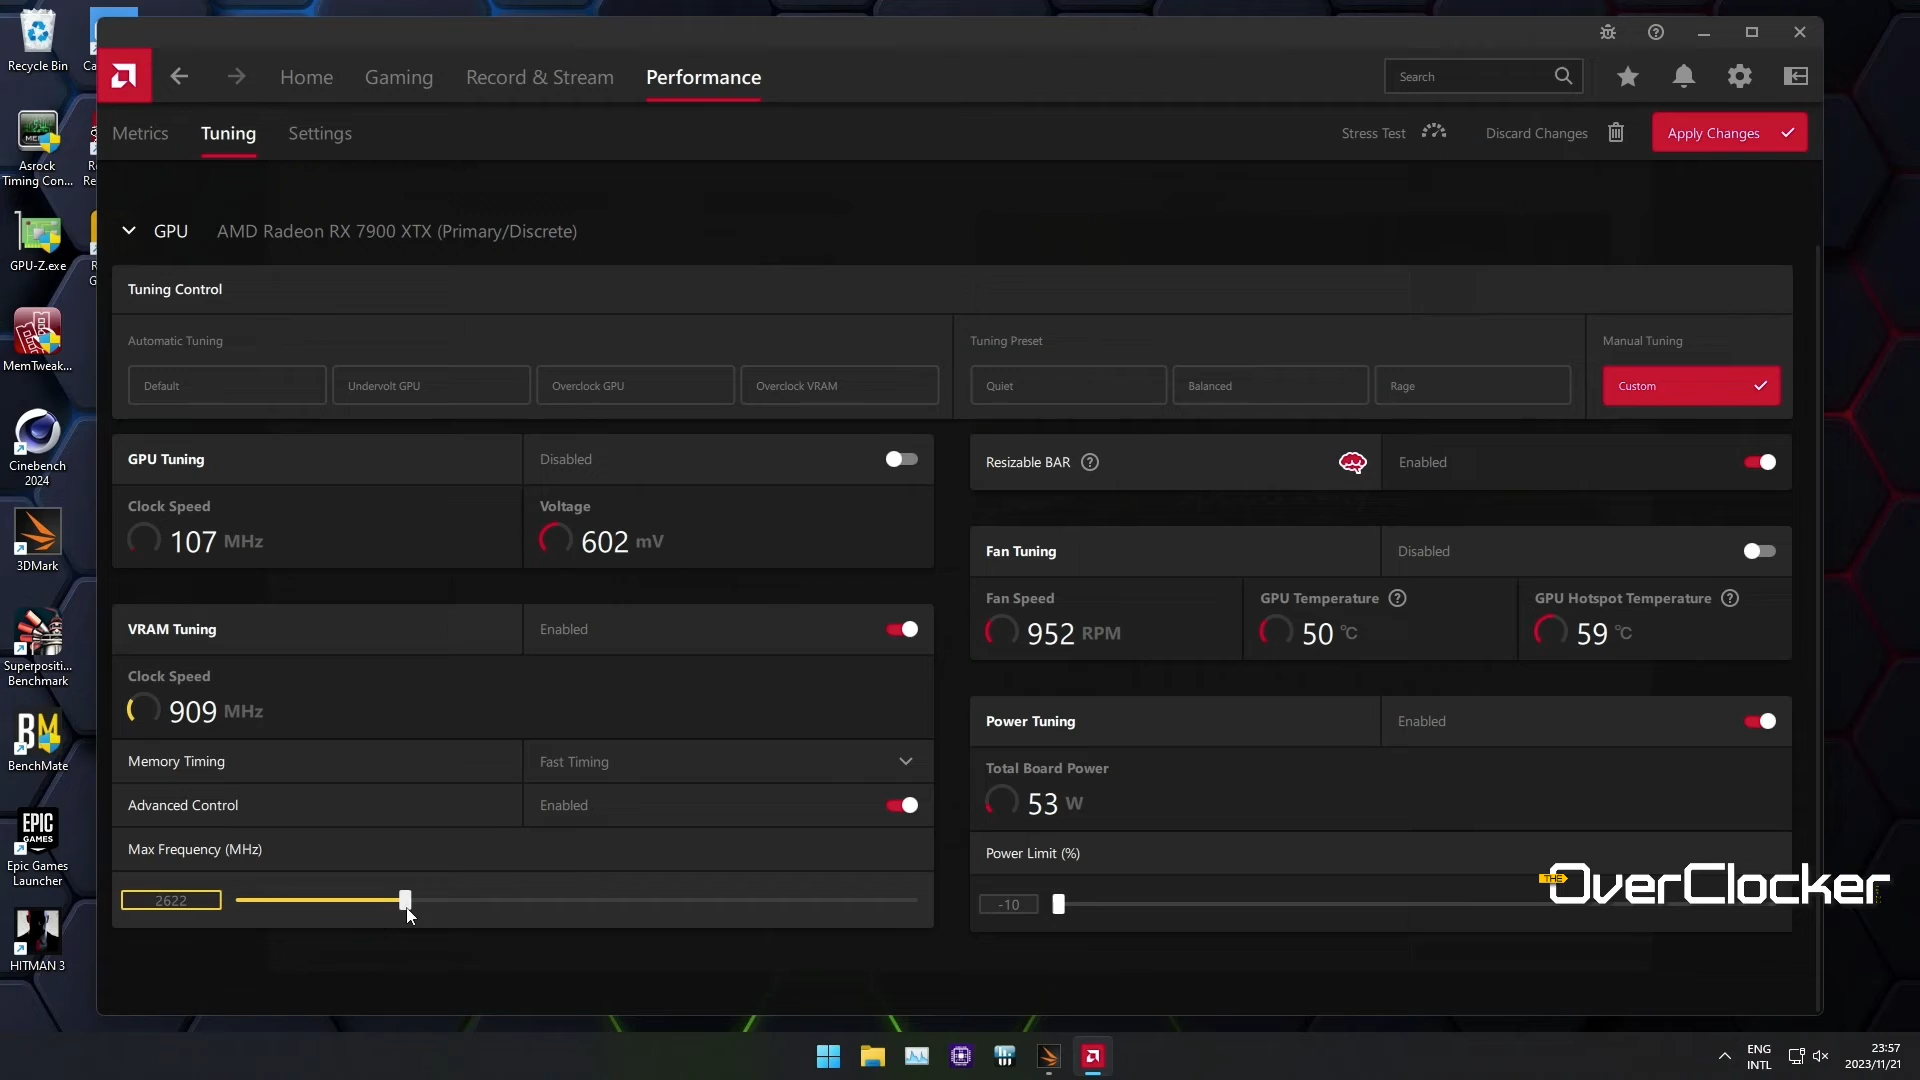 Recycle Bin
Ca
Asrock
Timing Con...
R
Re
GPU-Z.exe
R
G
MemTweak...
Cinebench
2024
3DMark
Superpositi...
Benchmark
BM
BenchMate
EPIC
GAMES
Epic Games
Launcher
HITMAN 3
Home
Gaming
Record & Stream
Performance
Search
Metrics
Tuning
Settings
Stress Test
Discard Changes
Apply Changes
GPU
AMD Radeon RX 7900 XTX (Primary/Discrete)
Tuning Control
Automatic Tuning
Default
Undervolt GPU
Overclock GPU
Overclock VRAM
Tuning Preset
Quiet
Balanced
Rage
Manual Tuning
Custom
GPU Tuning
Disabled
Clock Speed
107 MHz
Voltage
602 mV
VRAM Tuning
Enabled
Clock Speed
909 MHz
Memory Timing
Fast Timing
Advanced Control
Enabled
Max Frequency (MHz)
2622
Resizable BAR
Enabled
Fan Tuning
Disabled
Fan Speed
952 RPM
GPU Temperature
50 °C
GPU Hotspot Temperature
59 °C
Power Tuning
Enabled
Total Board Power
53 W
Power Limit (%)
-10
THE OverClocker
ENG
INTL
23:57
2023/11/21